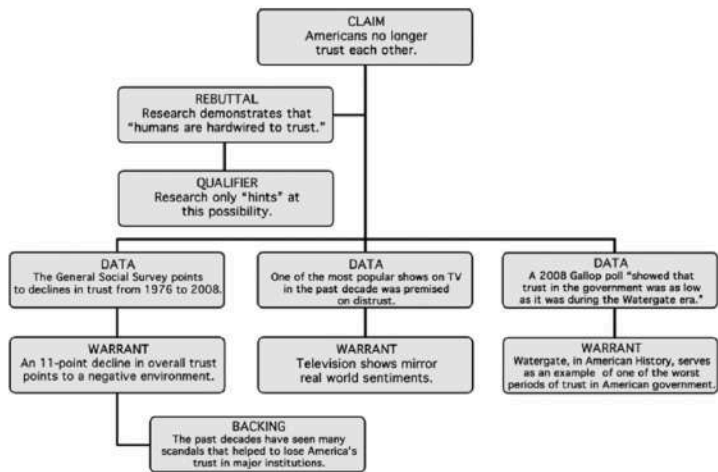 CLAIM
Americans no longer
trust each other.
REBUTTAL
Research demonstrates that
“humans are hardwired to trust.”
QUALIFIER
Research only “hints” at
this possibility.
DATA
The General Social Survey points
to declines in trust from 1976 to 2008.
WARRANT
An 11-point decline in overall trust
points to a negative environment.
BACKING
The past decades have seen many
scandals that helped to lose America’s
trust in major institutions.
DATA
One of the most popular shows on TV
in the past decade was premised
on distrust.
WARRANT
Television shows mirror
real world sentiments.
DATA
A 2008 Gallop poll “showed that
trust in the government was as low
as it was during the Watergate era.”
WARRANT
Watergate, in American History, serves
as an example of one of the worst
periods of trust in American government.